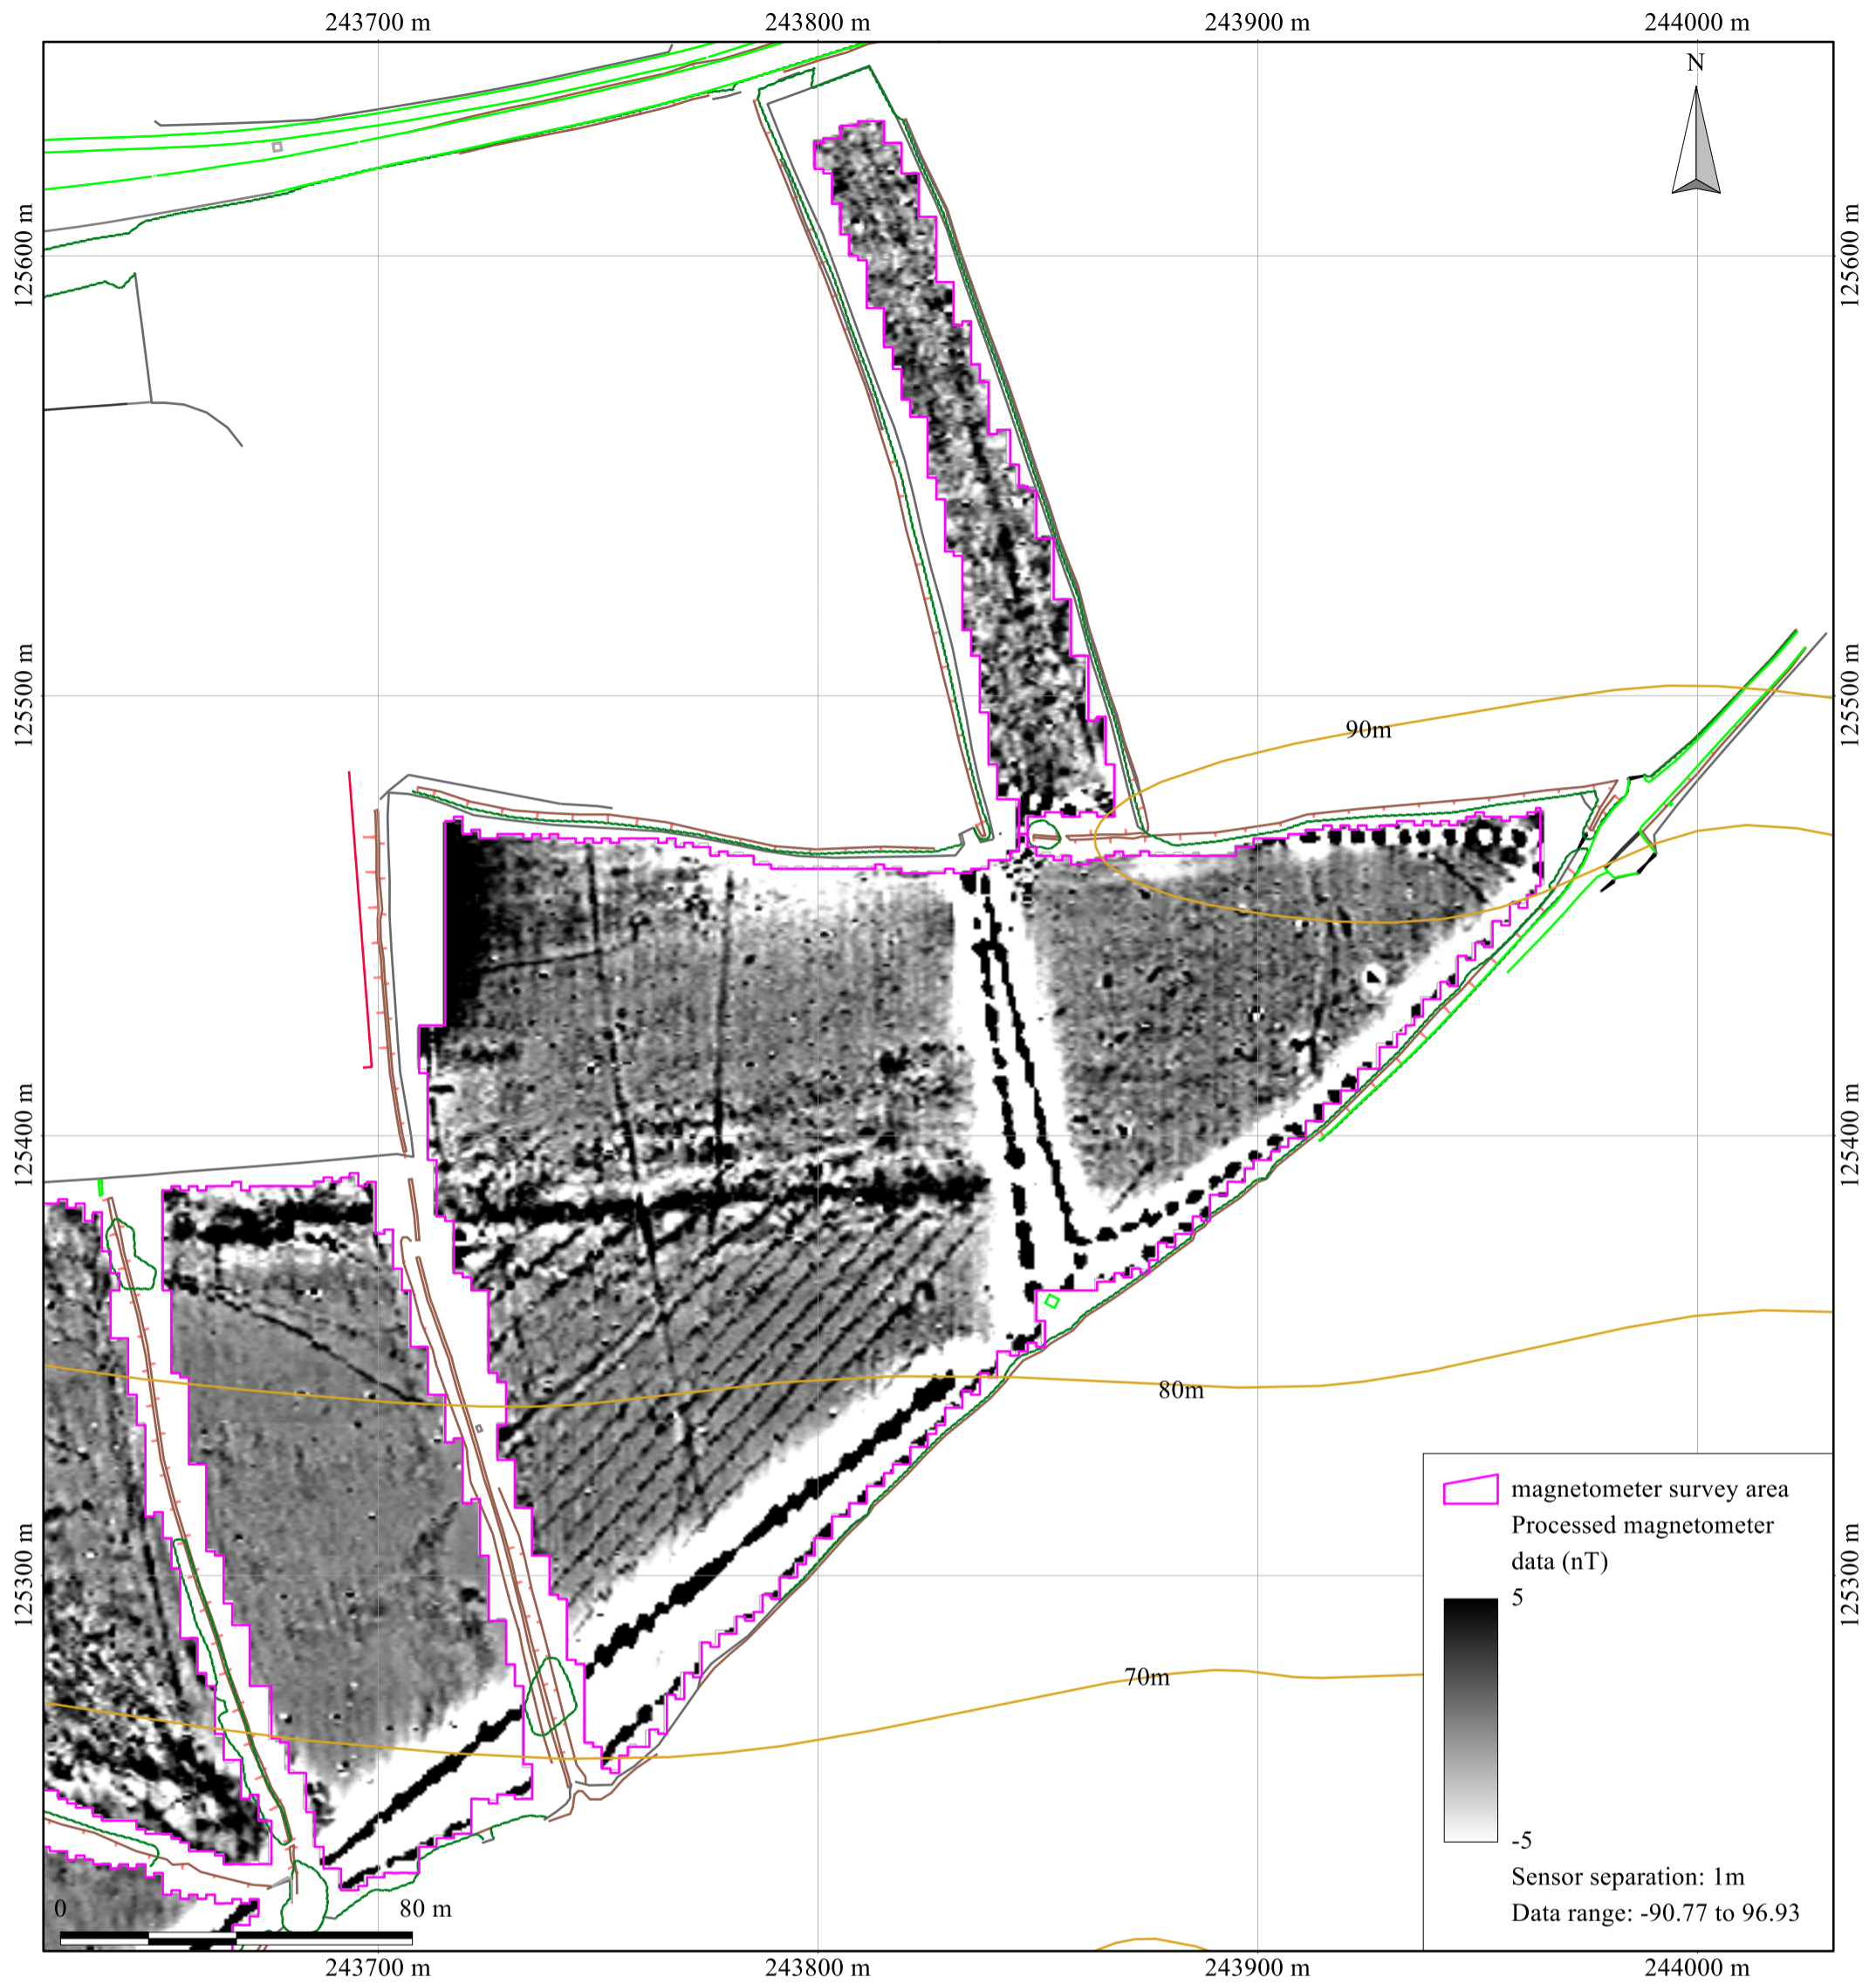 243700 m
243800 m
243900 m
244000 m
N
125600 m
125600 m
125500 m
125500 m
90m
125400 m
125400 m
80m
magnetometer survey area
Processed magnetometer
data (nT)
125300 m
125300 m
5
70m
-5
Sensor separation: 1m
0
80 m
Data range: -90.77 to 96.93
243700 m
243800 m
243900 m
244000 m